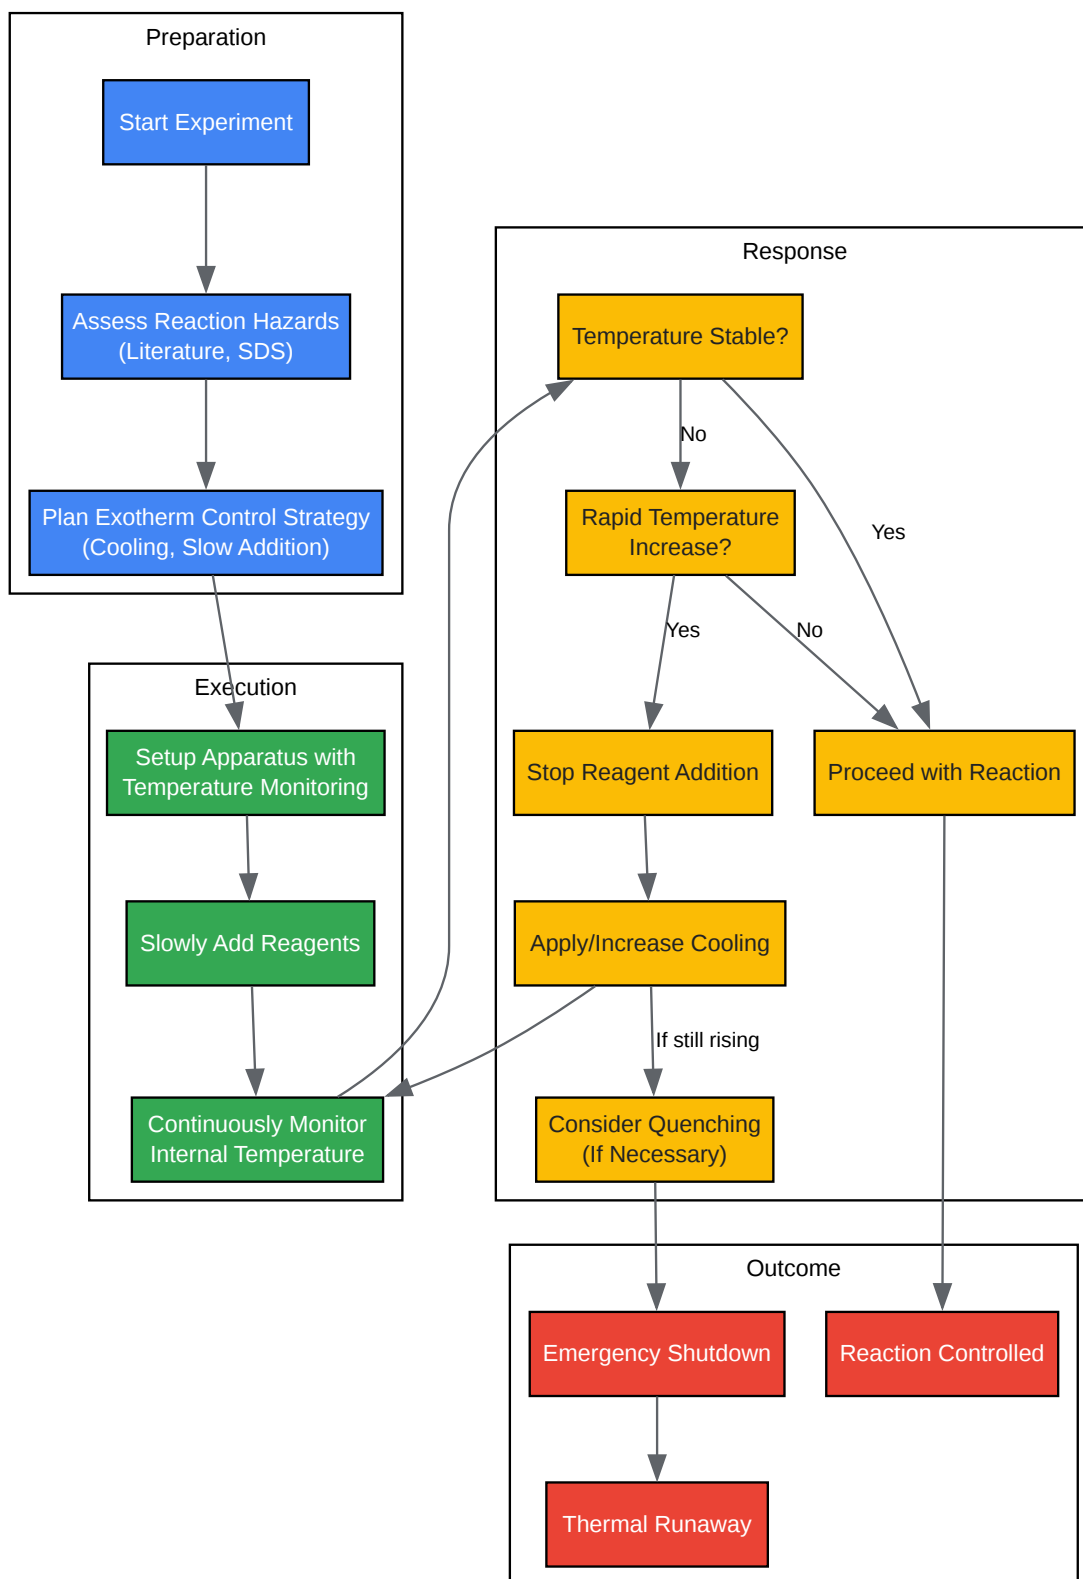 Preparation
Start Experiment
Assess Reaction Hazards
(Literature, SDS)
Plan Exotherm Control Strategy
(Cooling, Slow Addition)
Execution
Setup Apparatus with
Temperature Monitoring
Slowly Add Reagents
Continuously Monitor
Internal Temperature
Response
Temperature Stable?
No
Yes
Rapid Temperature
Increase?
Yes
No
Stop Reagent Addition
Proceed with Reaction
Apply/Increase Cooling
If still rising
Consider Quenching
(If Necessary)
Outcome
Emergency Shutdown
Reaction Controlled
Thermal Runaway